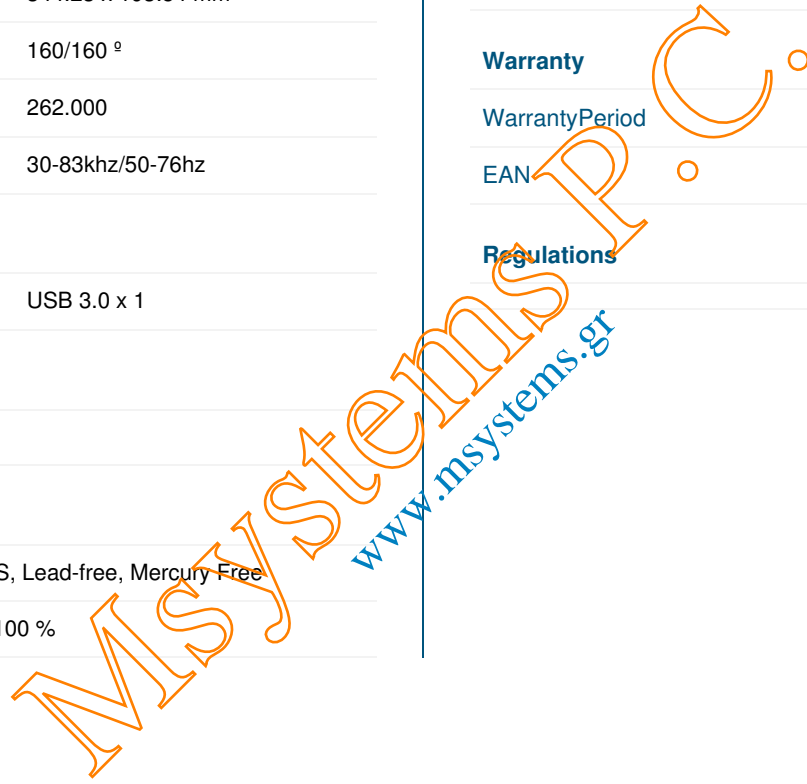 160/160 º
262.000
30-83khz/50-76hz
USB 3.0 x 1
Lead-free, Mercury Free
100 %
Warranty
WarrantyPeriod
EAN
Regulations
Msystems P.C.
www.msystems.gr